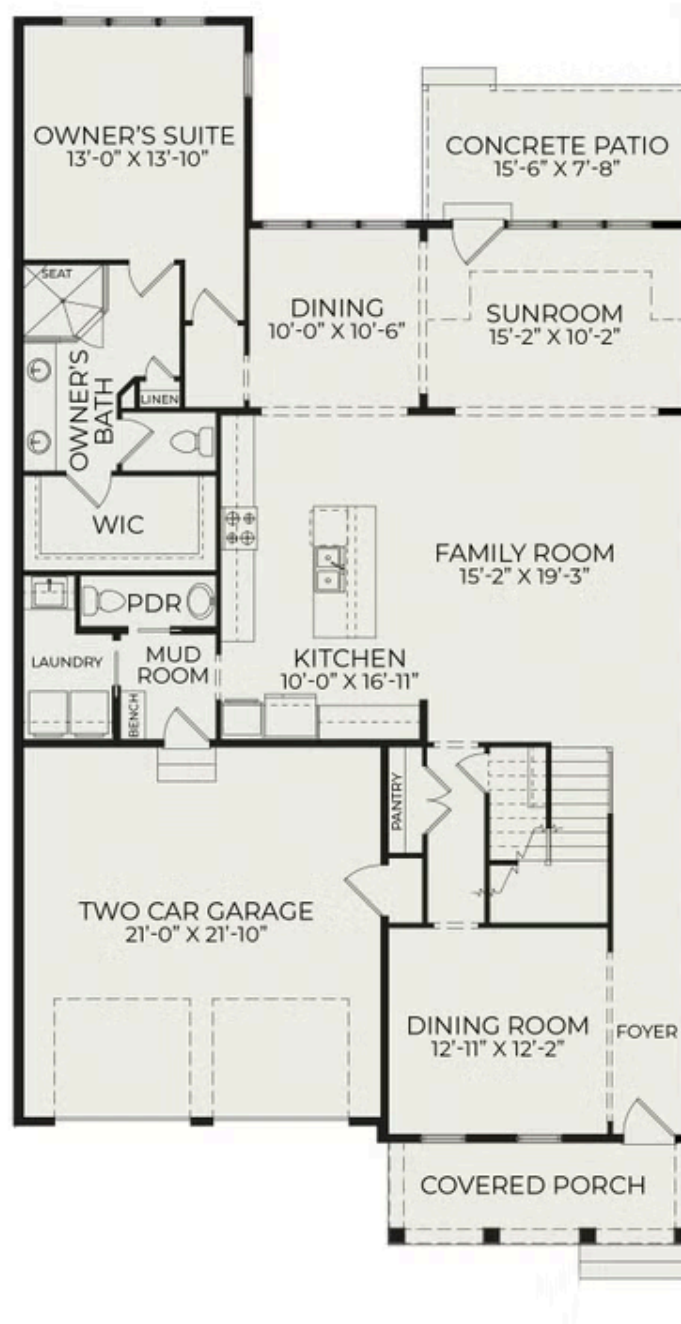 OWNER'S SUITE
13'-0" X 13'-10"
CONCRETE PATIO
15'-6" X 7'-8"
SEAT
DINING
10'-0" X 10'-6"
SUNROOM
15'-2" X 10'-2"
OWNER'S
BATH
LINEN
WIC
FAMILY ROOM
15'-2" X 19'-3"
PDR
LAUNDRY
MUD
ROOM
KITCHEN
10'-0" X 16'-11"
BENCH
PANTRY
TWO CAR GARAGE
21'-0" X 21'-10"
DINING ROOM
12'-11" X 12'-2"
FOYER
COVERED PORCH